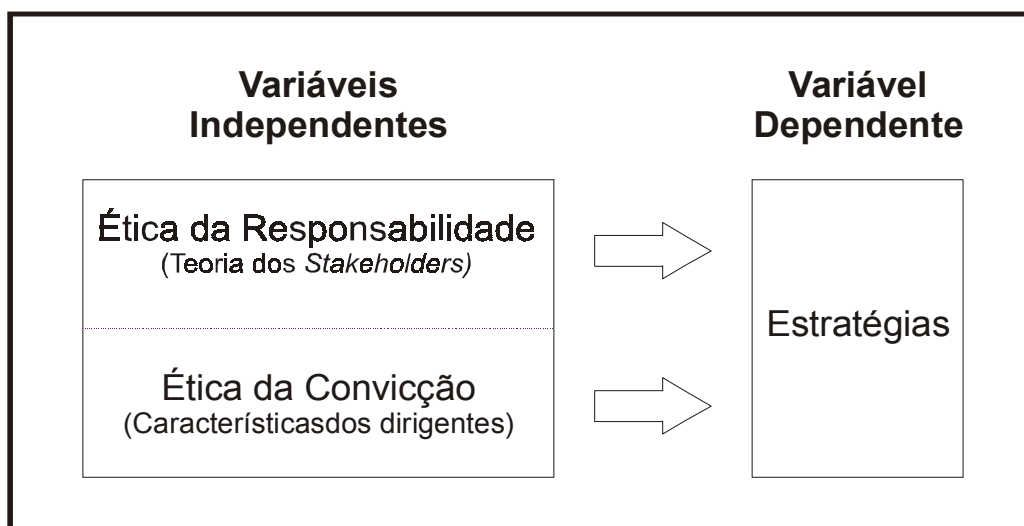 Variáveis
Independentes
Variável
Dependente
Ética da Responsabilidade
(Teoria dos Stakeholders)
Ética da Convicção
(Característicasdos dirigentes)
Estratégias